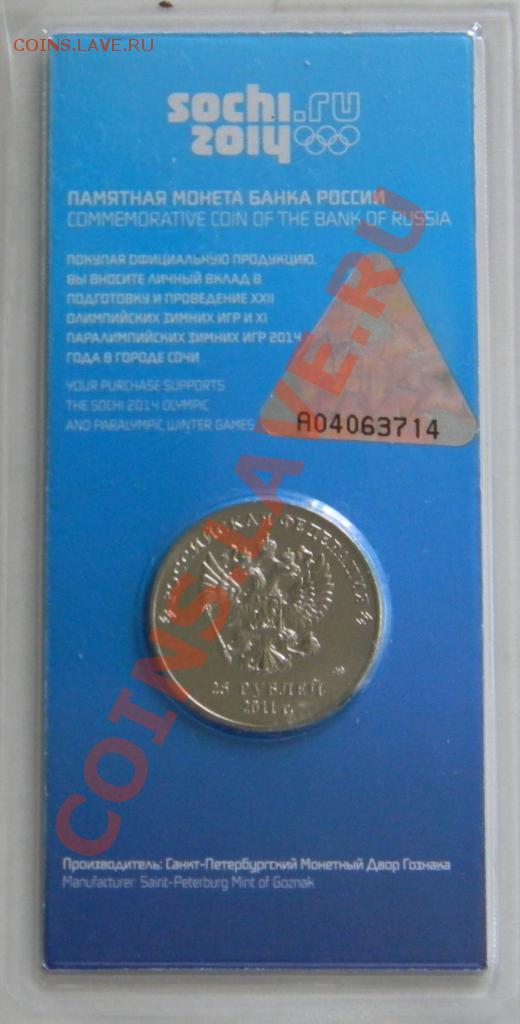 COINS.LAVE.RU
sochi.ru
2014
ПАМЯТНАЯ МОНЕТА БАНКА РОССИИ
COMMEMORATIVE COIN OF THE BANK OF RUSSIA
ПОКУПАЯ ОФИЦИАЛЬНУЮ ПРОДУКЦИЮ,
ВЫ ВНОСИТЕ ЛИЧНЫЙ ВКЛАД В
ПОДГОТОВКУ И ПРОВЕДЕНИЕ XXII
ОЛИМПИЙСКИХ ЗИМНИХ ИГР И XI
ПАРАЛИМПИЙСКИХ ЗИМНИХ ИГР 2014
ГОДА В ГОРОДЕ СОЧИ
YOUR PURCHASE SUPPORTS
THE SOCHI 2014 OLYMPIC
AND PARALYMPIC WINTER GAMES
A04063714
РОССИЙСКАЯ ФЕДЕРАЦИЯ
25 РУБЛЕЙ
2011 г.
COINS.LAVE.RU
Производитель: Санкт-Петербургский Монетный Двор Гознака
Manufacturer: Saint-Peterburg Mint of Goznak